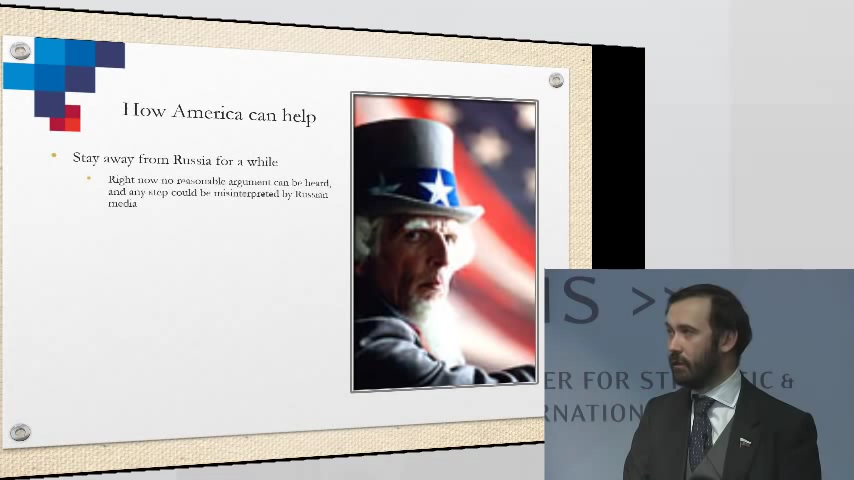 How America can help
Stay away from Russia for a while
Right now no reasonable argument can be heard,
and any step could be misinterpreted by Russian
media
IS >>
ER FOR STR IC &
RNATION